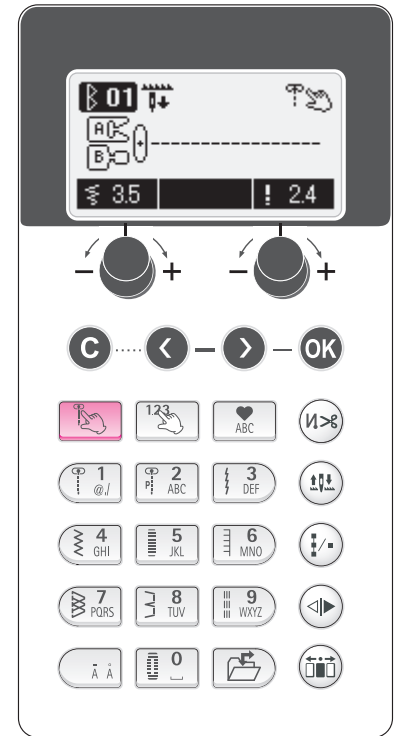 01
A
B
3.5 ! 2.4
- + - +
C < - > - OK
1.2.3. ABC
1 @,/ P 2 ABC 3 DEF
4 GHI 5 JKL 6 MNO
7 PQRS 8 TUV 9 WXYZ
Ä Å 0 ⎵